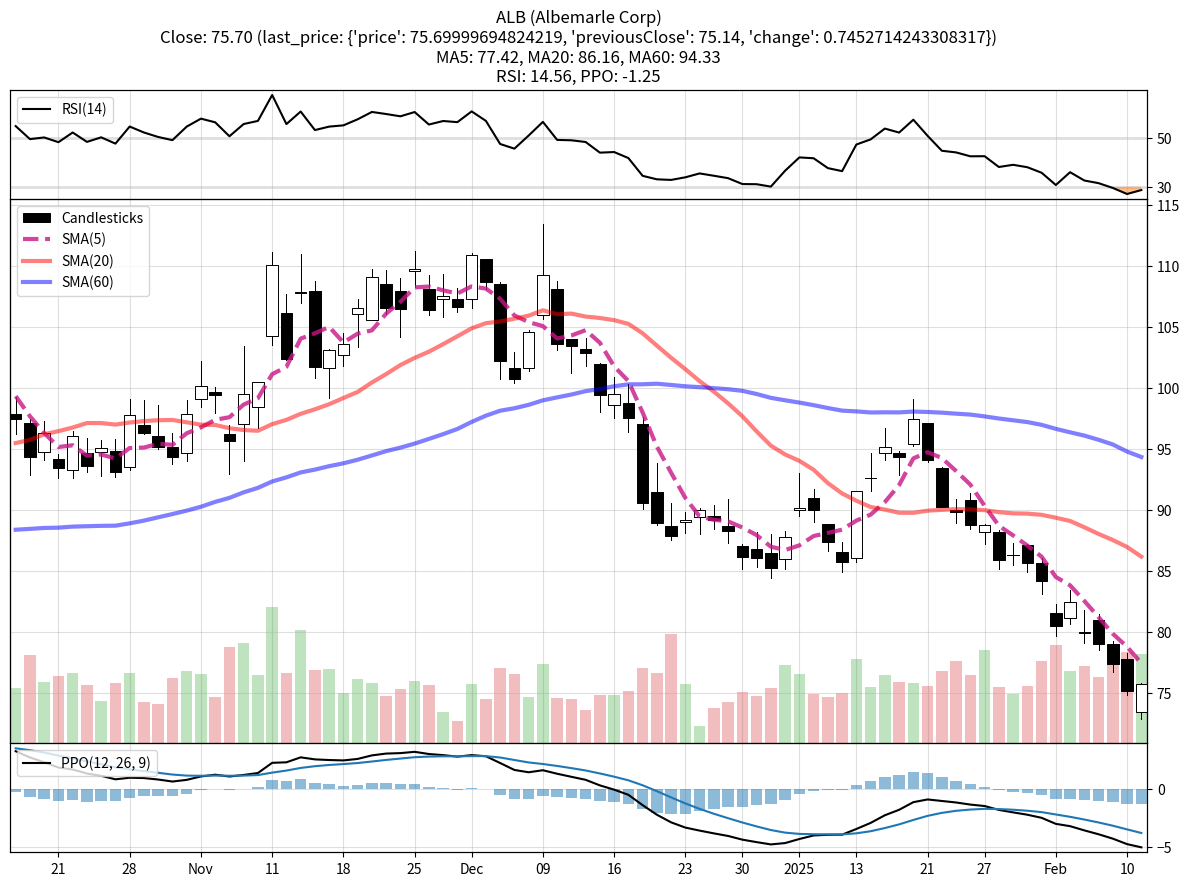 ALB (Albemarle Corp)
Close: 75.70 (last_price: {'price': 75.69999694824219, 'previousClose': 75.14, 'change': 0.7452714243308317})
MA5: 77.42, MA20: 86.16, MA60: 94.33
RSI: 14.56, PPO: -1.25
RSI(14)
50
30
Candlesticks
SMA(5)
SMA(20)
SMA(60)
115
110
105
100
95
90
85
80
75
PPO(12, 26, 9)
0
−5
21 28 Nov 11 18 25 Dec 09 16 23 30 2025 13 21 27 Feb 10